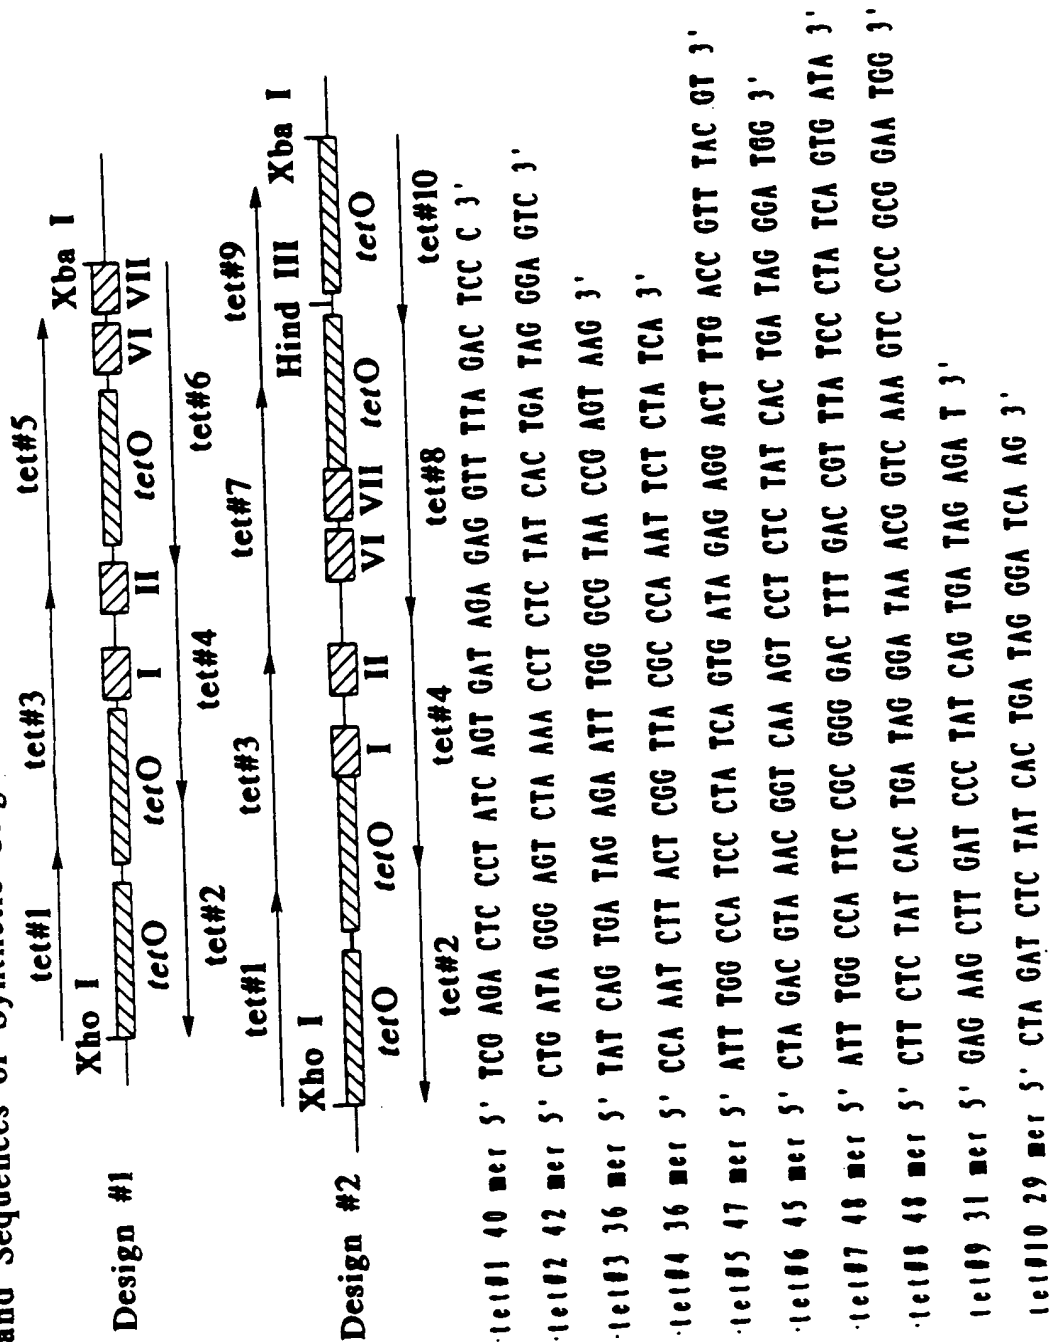 and Sequences of Synthetic
Design #1
tet#1
tet#3
tet#5
Xho I
Xba I
tetO
tetO
I
II
tetO
VI
VII
tet#2
tet#4
tet#6
Design #2
tet#1
tet#3
tet#7
tet#9
Xho I
Hind III
Xba I
tetO
tetO
I
II
VI
VII
tetO
tetO
tet#2
tet#4
tet#8
tet#10
tet#1 40 mer 5' TCG AGA CTC CCT ATC AGT GAT AGA GAG GTT TTA GAC TCC C 3'
tet#2 42 mer 5' CTG ATA GGG AGT CTA AAA CCT CTC TAT CAC TGA TAG GGA GTC 3'
tet#3 36 mer 5' TAT CAG TGA TAG AGA ATT TGG GCG TAA CCG AGT AAG 3'
tet#4 36 mer 5' CCA AAT CTT ACT CGG TTA CGC CCA AAT TCT CTA TCA 3'
tet#5 47 mer 5' ATT TGG CCA TCC CTA TCA GTG ATA GAG AGG ACT TTG ACC GTT TAC GT 3'
tet#6 45 mer 5' CTA GAC GTA AAC GGT CAA AGT CCT CTC TAT CAC TGA TAG GGA TGG 3'
tet#7 48 mer 5' ATT TGG CCA TTC CGC GGG GAC TTT GAC CGT TTA TCC CTA TCA GTG ATA 3'
tet#8 48 mer 5' CTT CTC TAT CAC TGA TAG GGA TAA ACG GTC AAA GTC CCC GCG GAA TGG 3'
tet#9 31 mer 5' GAG AAG CTT GAT CCC TAT CAG TGA TAG AGA T 3'
tet#10 29 mer 5' CTA GAT CTC TAT CAC TGA TAG GGA TCA AG 3'